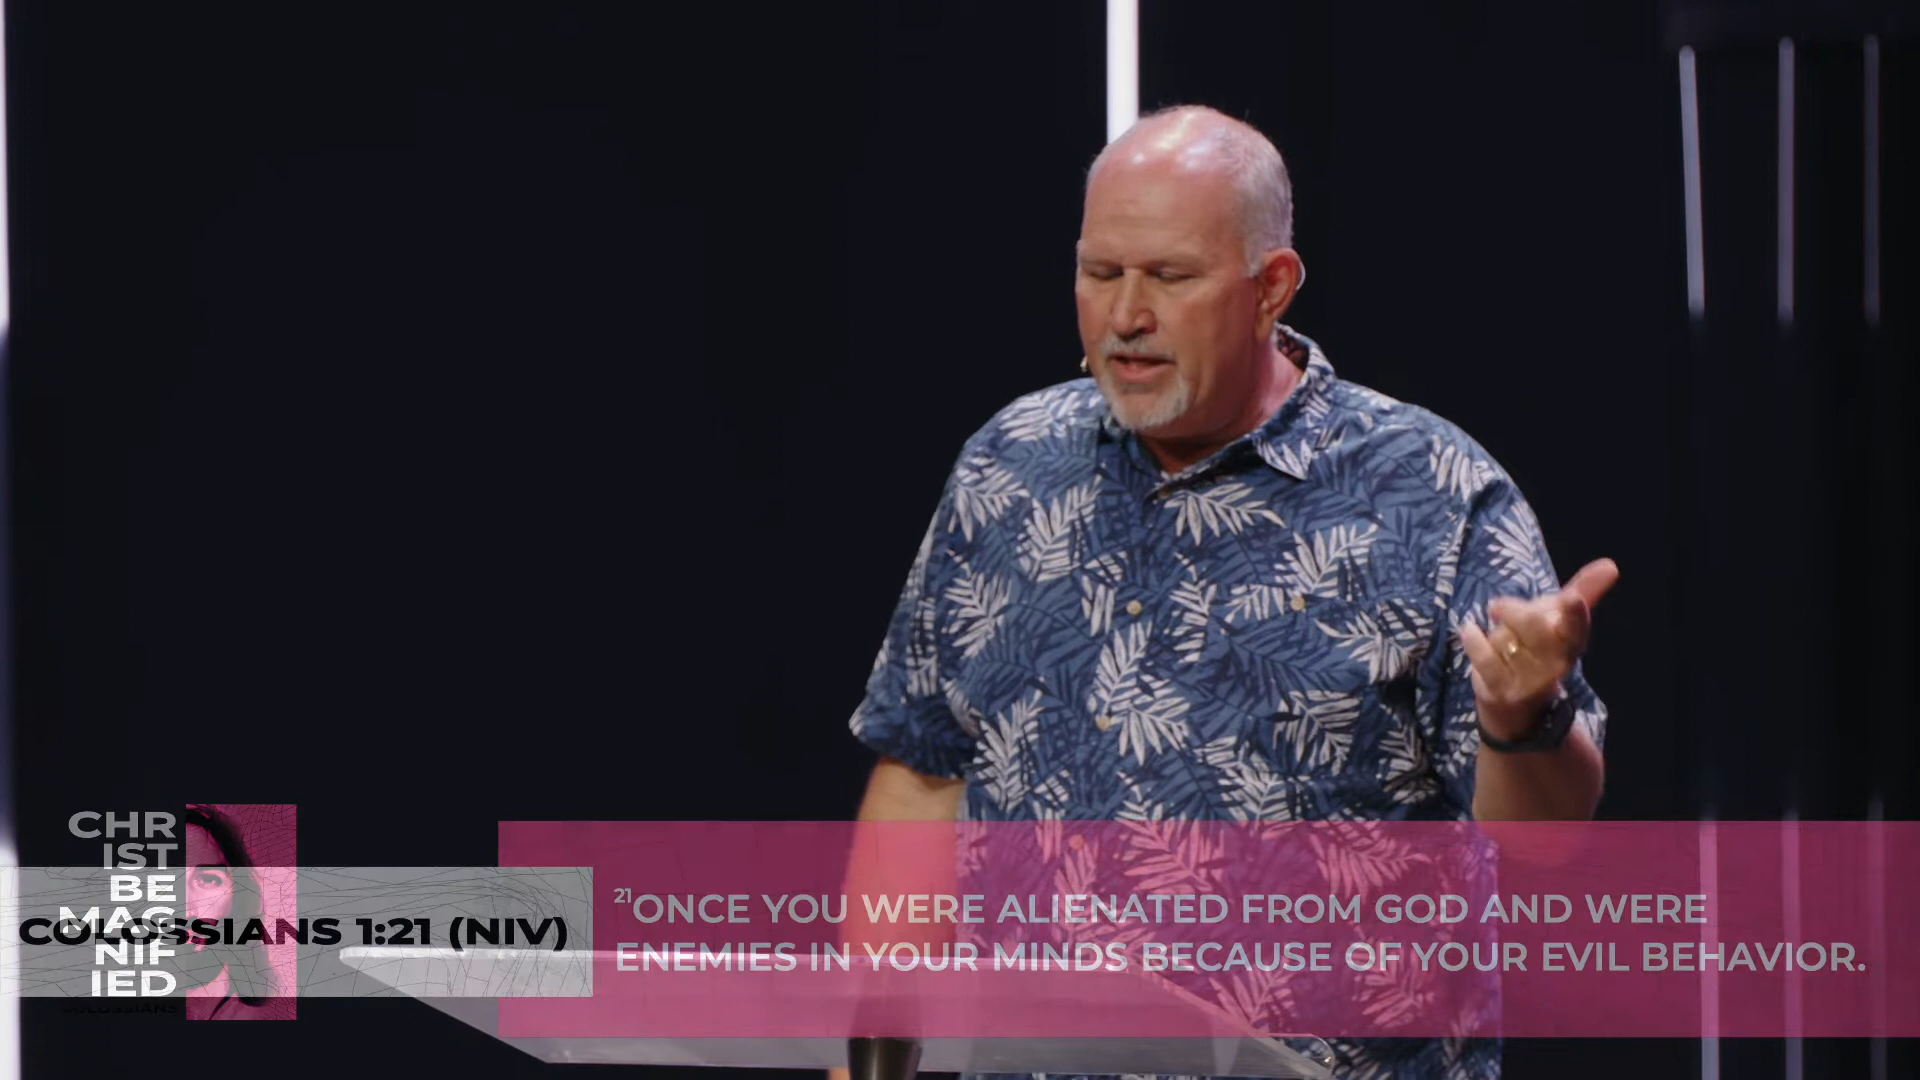 CHR
IST
BE
MAG
NIF
IED
COLOSSIANS
COLOSSIANS 1:21 (NIV)
21ONCE YOU WERE ALIENATED FROM GOD AND WERE
ENEMIES IN YOUR MINDS BECAUSE OF YOUR EVIL BEHAVIOR.